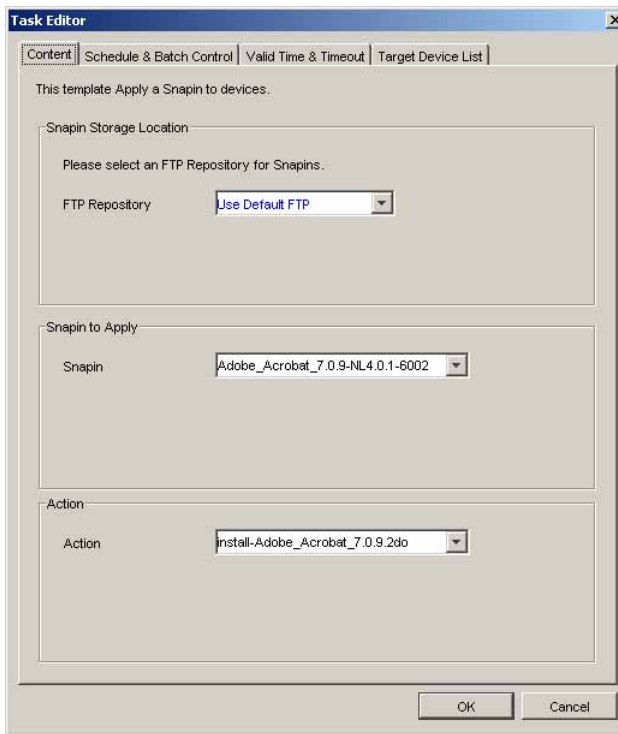 Task Editor
Content
Schedule & Batch Control
Valid Time & Timeout
Target Device List
This template Apply a Snapin to devices.
Snapin Storage Location
Please select an FTP Repository for Snapins.
FTP Repository
Use Default FTP
Snapin to Apply
Snapin
Adobe_Acrobat_7.0.9-NL4.0.1-6002
Action
Action
install-Adobe_Acrobat_7.0.9.2do
OK
Cancel